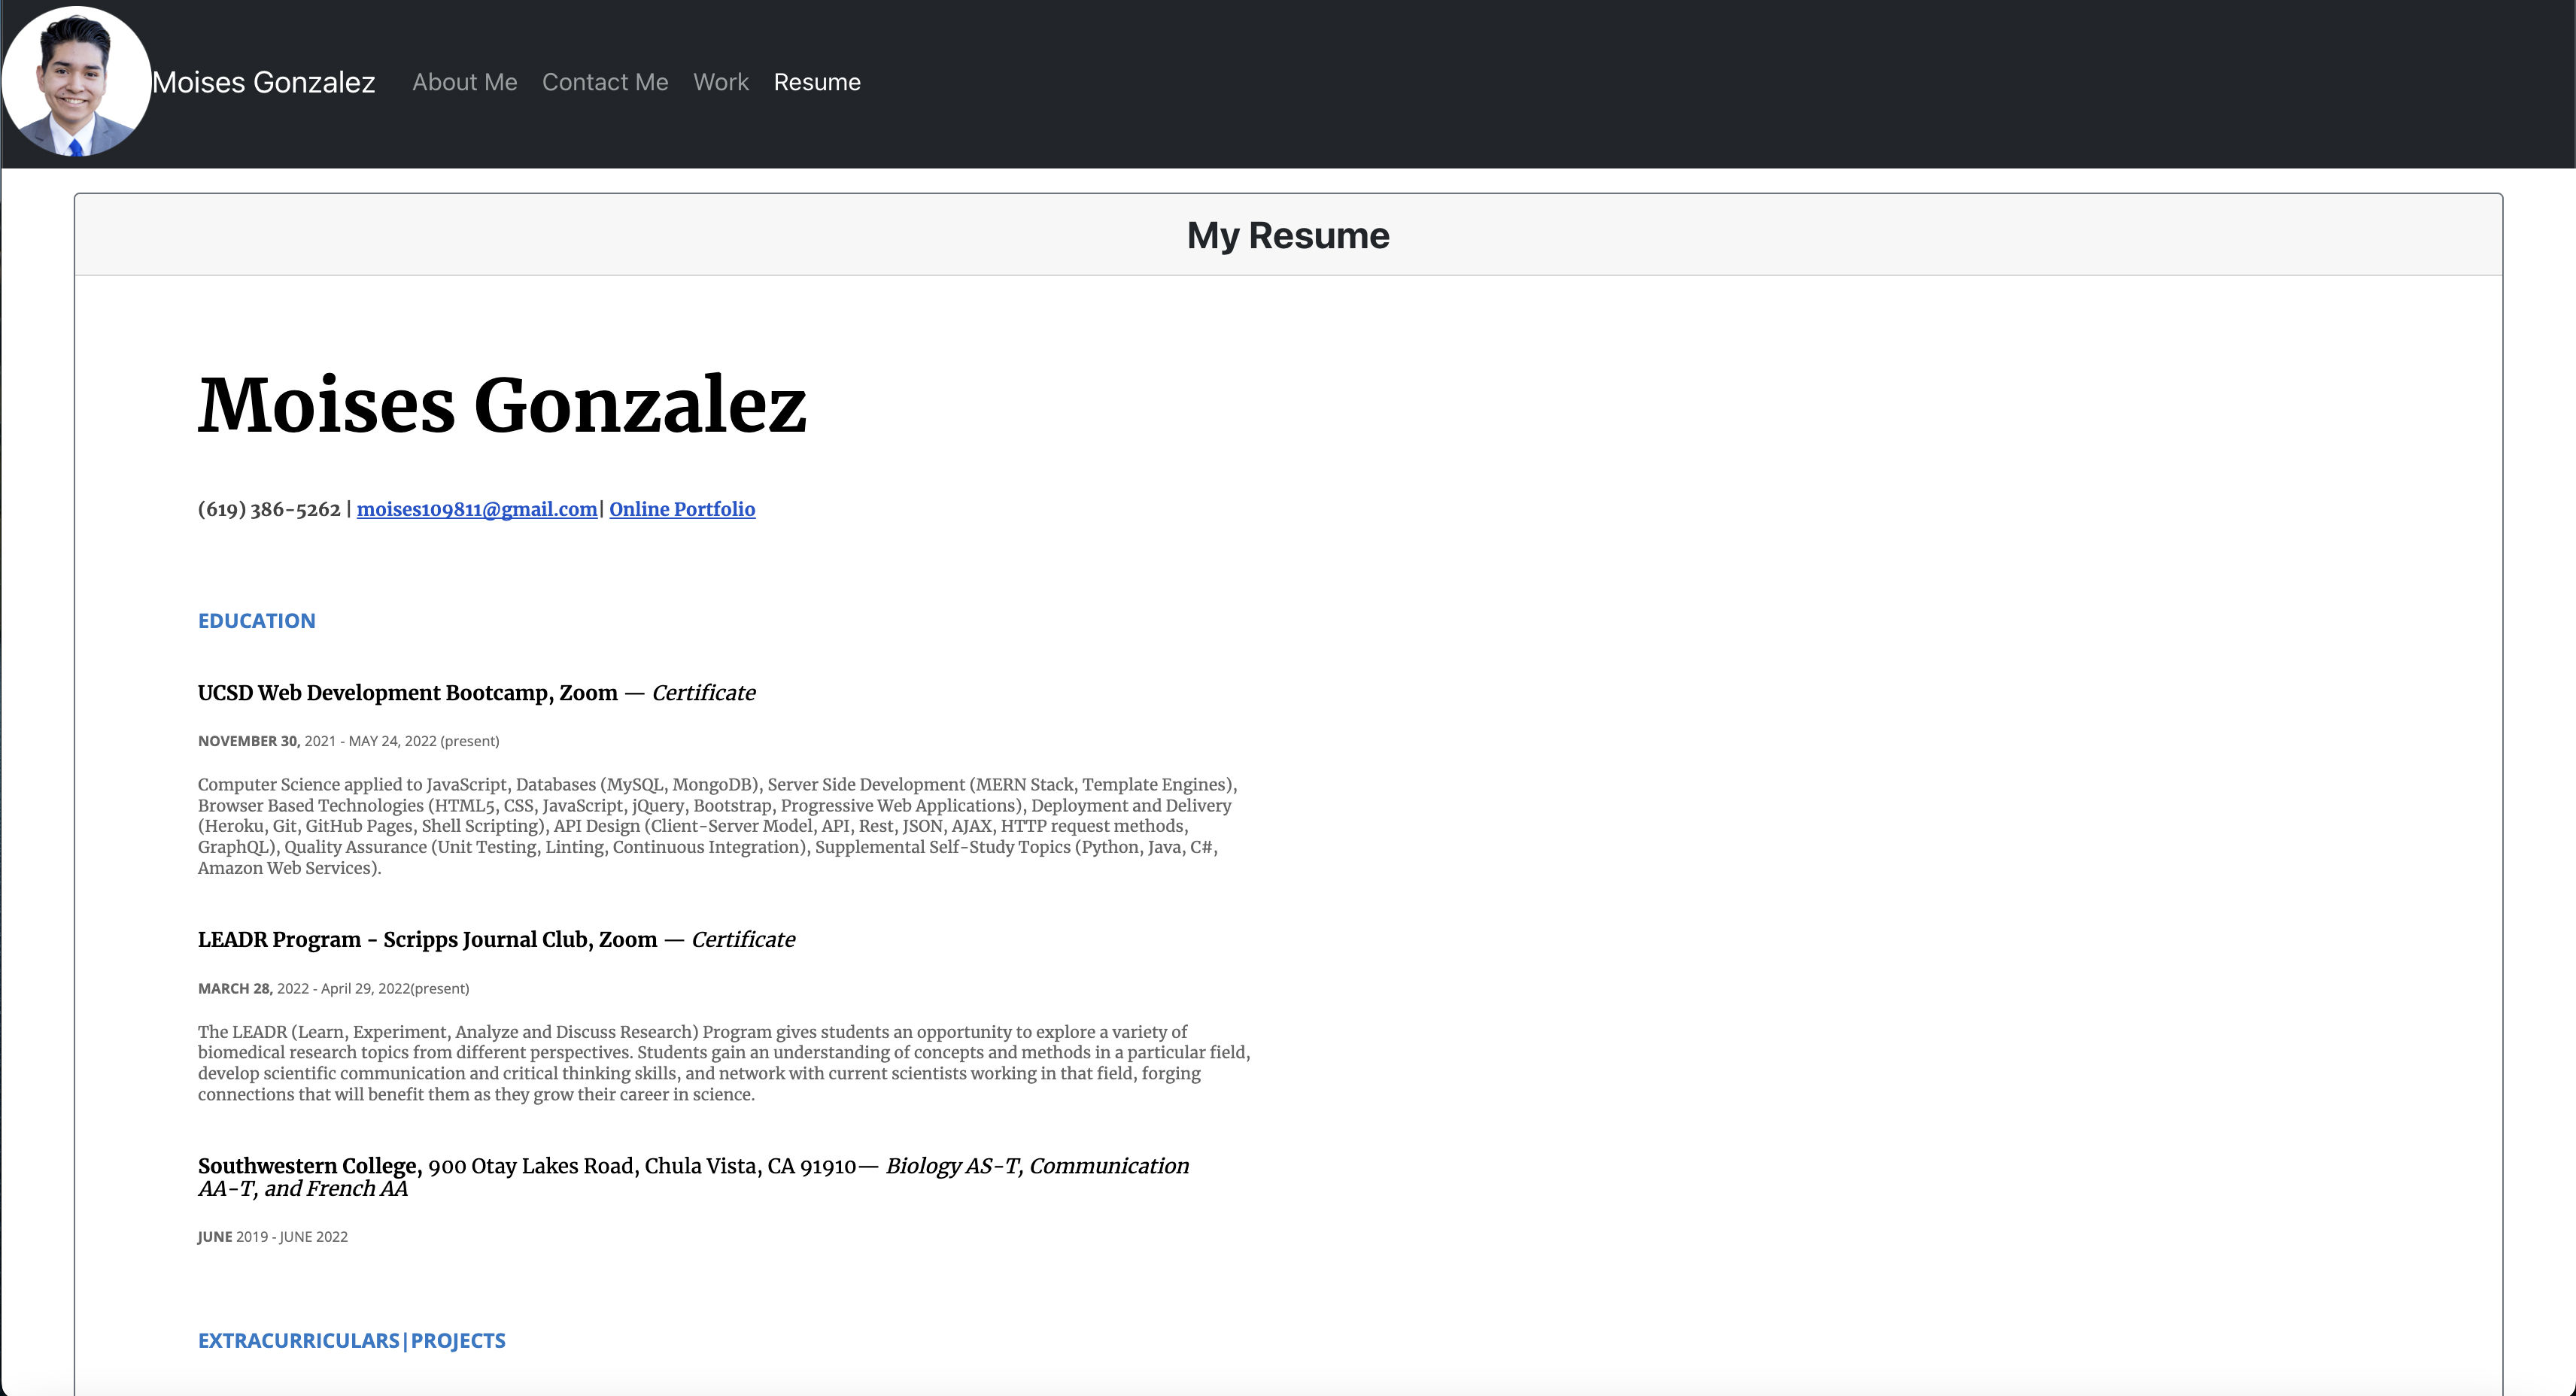 Moises Gonzalez About Me Contact Me Work Resume
My Resume
Moises Gonzalez
(619) 386-5262 | moises109811@gmail.com| Online Portfolio
EDUCATION
UCSD Web Development Bootcamp, Zoom — Certificate
NOVEMBER 30, 2021 - MAY 24, 2022 (present)
Computer Science applied to JavaScript, Databases (MySQL, MongoDB), Server Side Development (MERN Stack, Template Engines),
Browser Based Technologies (HTML5, CSS, JavaScript, jQuery, Bootstrap, Progressive Web Applications), Deployment and Delivery
(Heroku, Git, GitHub Pages, Shell Scripting), API Design (Client-Server Model, API, Rest, JSON, AJAX, HTTP request methods,
GraphQL), Quality Assurance (Unit Testing, Linting, Continuous Integration), Supplemental Self-Study Topics (Python, Java, C#,
Amazon Web Services).
LEADR Program - Scripps Journal Club, Zoom — Certificate
MARCH 28, 2022 - April 29, 2022(present)
The LEADR (Learn, Experiment, Analyze and Discuss Research) Program gives students an opportunity to explore a variety of
biomedical research topics from different perspectives. Students gain an understanding of concepts and methods in a particular field,
develop scientific communication and critical thinking skills, and network with current scientists working in that field, forging
connections that will benefit them as they grow their career in science.
Southwestern College, 900 Otay Lakes Road, Chula Vista, CA 91910— Biology AS-T, Communication
AA-T, and French AA
JUNE 2019 - JUNE 2022
EXTRACURRICULARS|PROJECTS